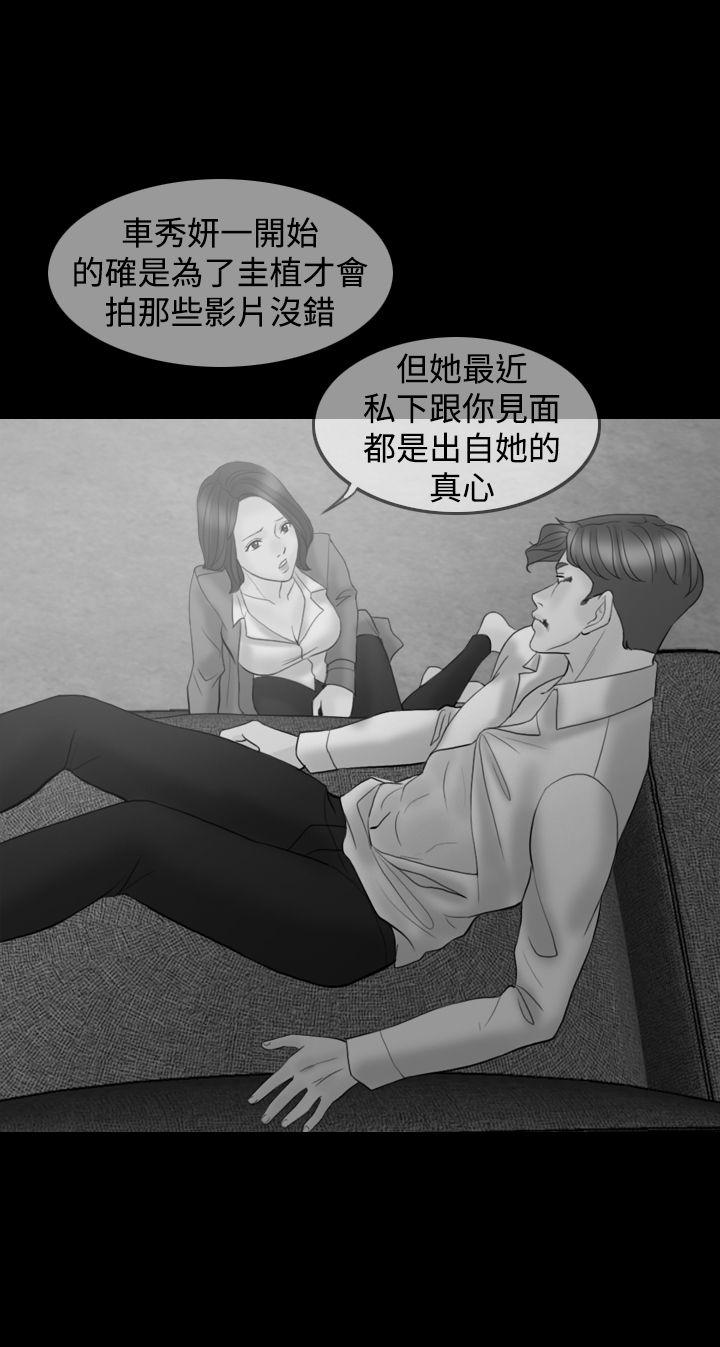 車秀妍一開始
的確是為了圭植才會
拍那些影片沒錯
但她最近
私下跟你見面
都是出自她的
真心